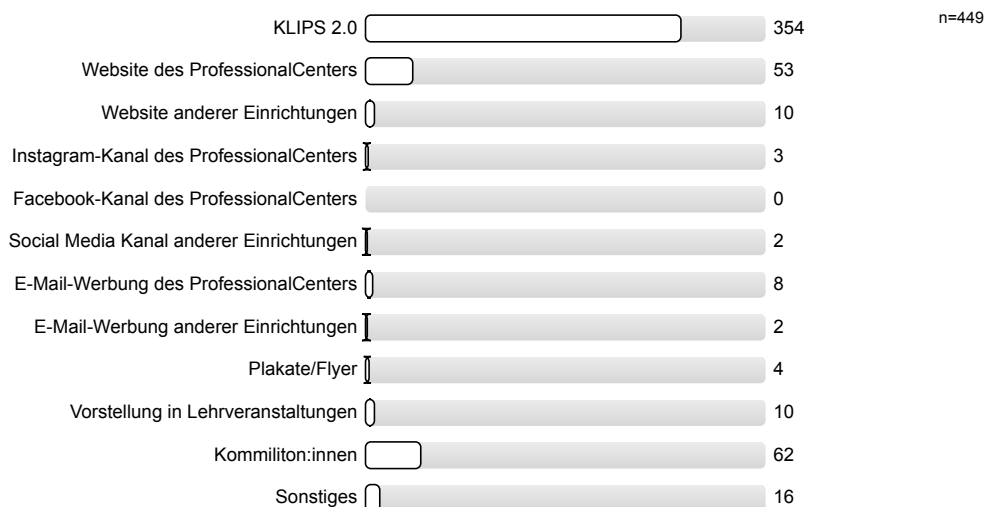 KLIPS 2.0 354 n=449
Website des ProfessionalCenters 53
Website anderer Einrichtungen 10
Instagram-Kanal des ProfessionalCenters 3
Facebook-Kanal des ProfessionalCenters 0
Social Media Kanal anderer Einrichtungen 2
E-Mail-Werbung des ProfessionalCenters 8
E-Mail-Werbung anderer Einrichtungen 2
Plakate/Flyer 4
Vorstellung in Lehrveranstaltungen 10
Kommiliton:innen 62
Sonstiges 16